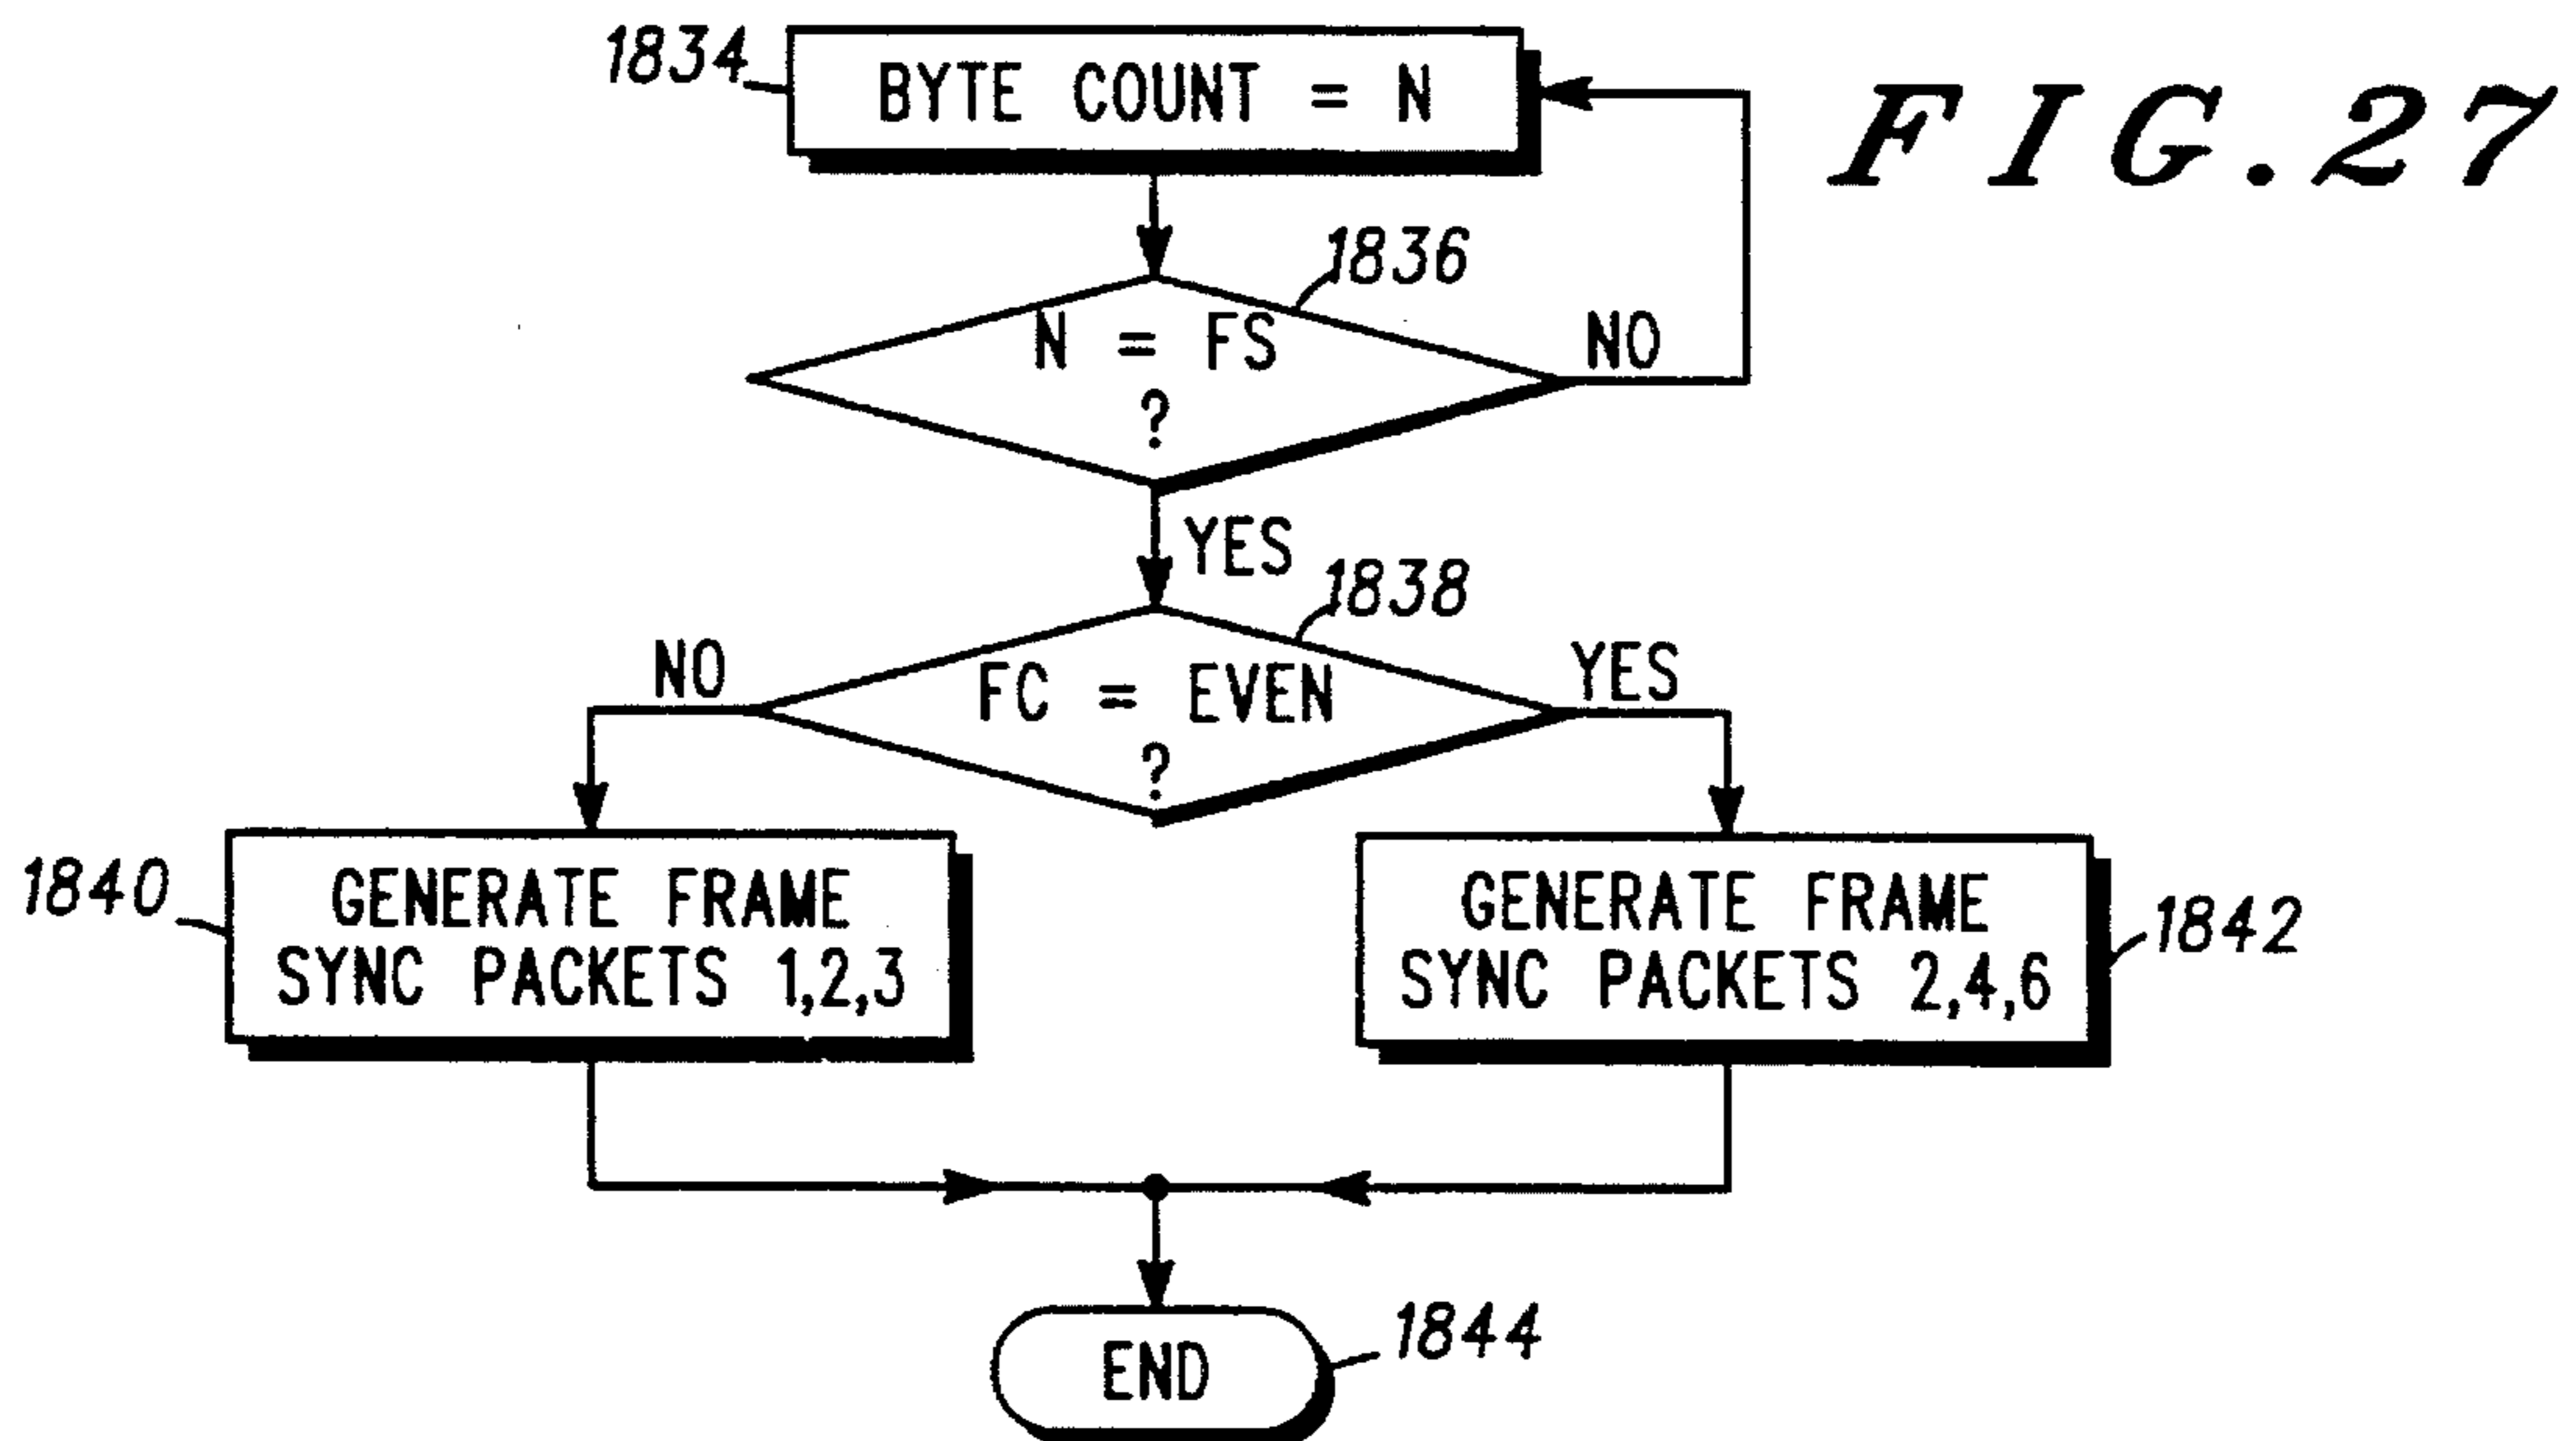 1834
BYTE COUNT = N
FIG.27
1836
N = FS
?
NO
YES
1838
NO
FC = EVEN
?
YES
1840
GENERATE FRAME
SYNC PACKETS 1,2,3
GENERATE FRAME
SYNC PACKETS 2,4,6
1842
END
1844